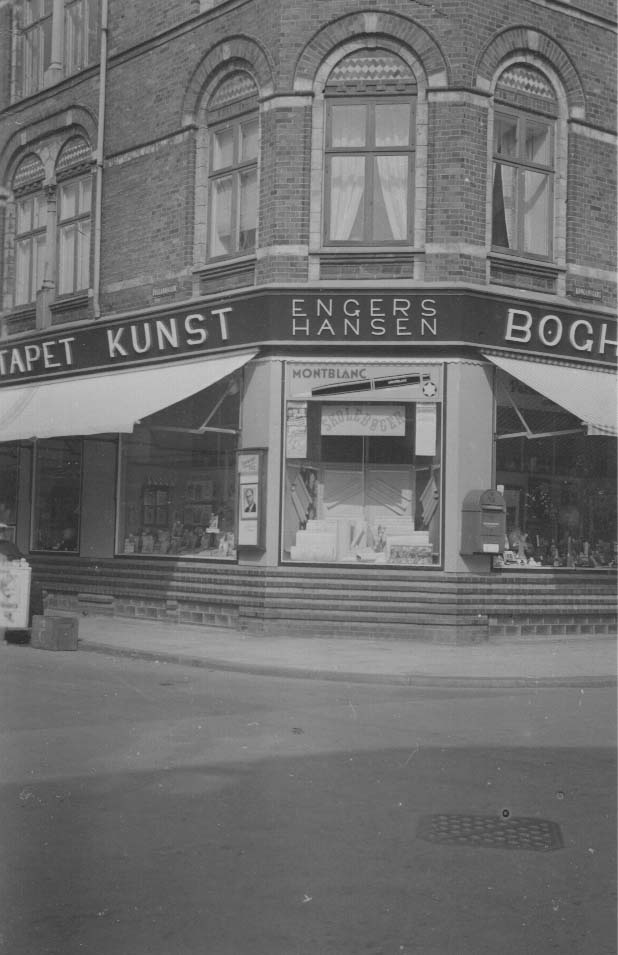 TAPET KUNST
ENGERS
HANSEN
BOGH
MONTBLANC
SKOLEBØGER